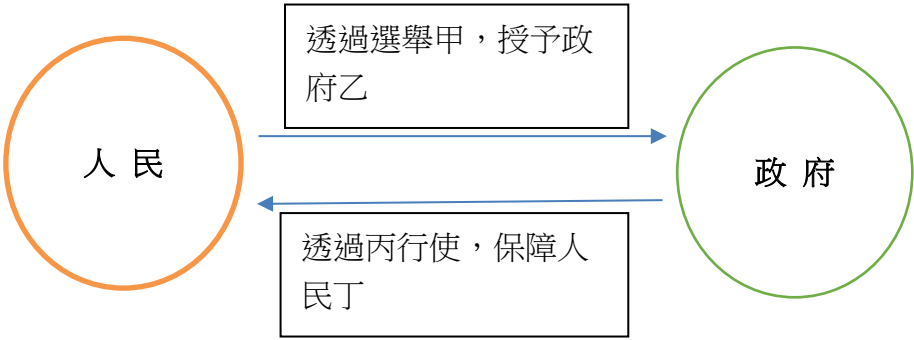 透過選舉甲，授予政
府乙
人 民
政 府
透過丙行使，保障人
民丁